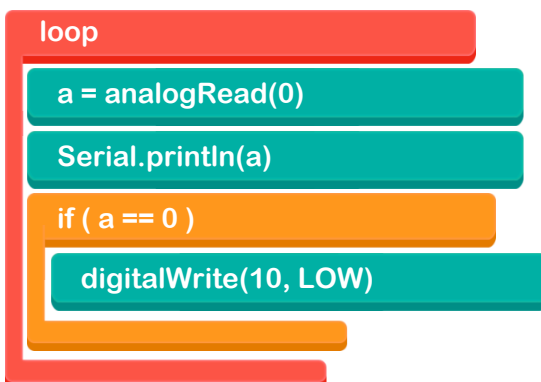 loop
a = analogRead(0)
Serial.println(a)
if ( a == 0 )
digitalWrite(10, LOW)